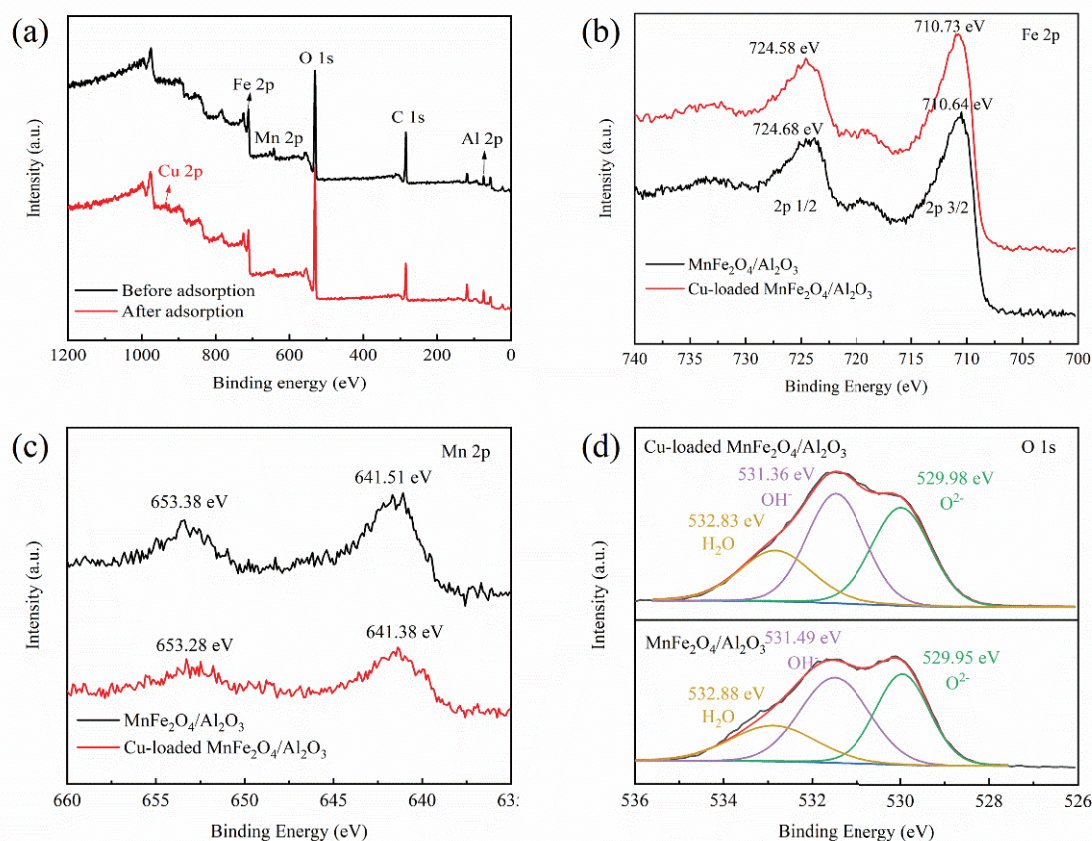 (a)
O 1s
Fe 2p
C 1s
Mn 2p
Al 2p
Cu 2p
Before adsorption
After adsorption
Intensity (a.u.)
1200 1000 800 600 400 200 0
Binding energy (eV)
(b)
710.73 eV
Fe 2p
724.58 eV
710.64 eV
724.68 eV
2p 1/2
2p 3/2
MnFe₂O₄/Al₂O₃
Cu-loaded MnFe₂O₄/Al₂O₃
Intensity (a.u.)
740 735 730 725 720 715 710 705 700
Binding Energy (eV)
(c)
Mn 2p
641.51 eV
653.38 eV
653.28 eV
641.38 eV
MnFe₂O₄/Al₂O₃
Cu-loaded MnFe₂O₄/Al₂O₃
Intensity (a.u.)
660 655 650 645 640 63
Binding Energy (eV)
(d)
Cu-loaded MnFe₂O₄/Al₂O₃
O 1s
531.36 eV
OH⁻
529.98 eV
O²⁻
532.83 eV
H₂O
MnFe₂O₄/Al₂O₃
531.49 eV
OH⁻
529.95 eV
O²⁻
532.88 eV
H₂O
Intensity (a.u.)
536 534 532 530 528 526
Binding Energy (eV)